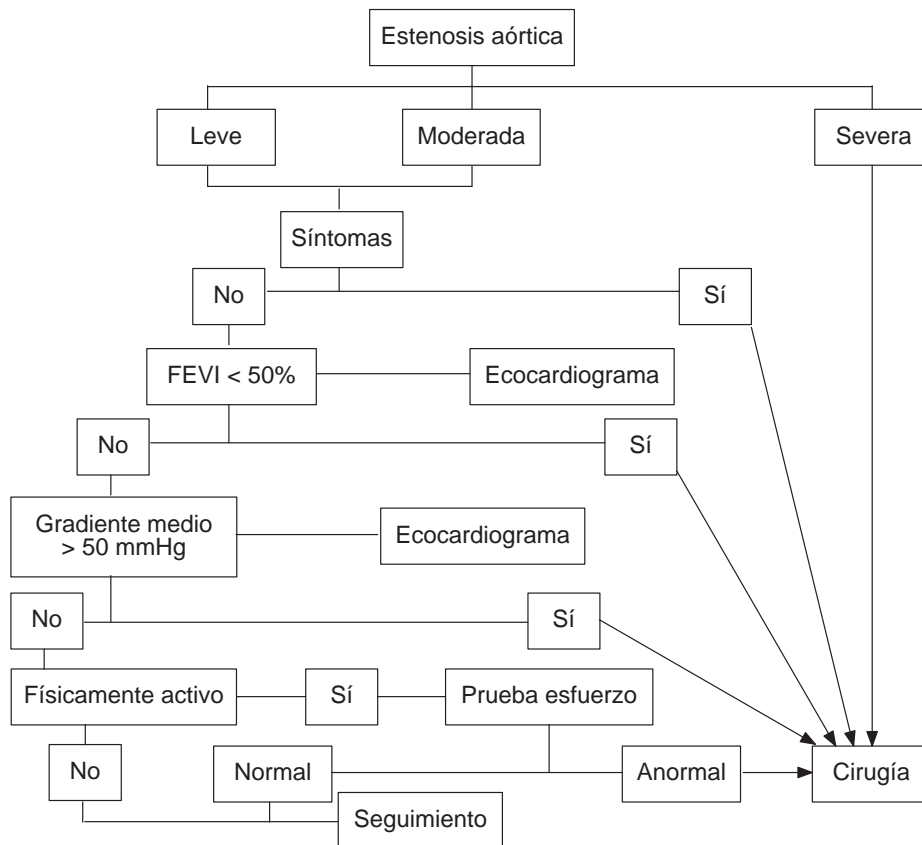 Estenosis aórtica
Leve
Moderada
Severa
Síntomas
No
Sí
FEVI < 50%
Ecocardiograma
No
Sí
Gradiente medio
> 50 mmHg
Ecocardiograma
No
Sí
Físicamente activo
Sí
Prueba esfuerzo
No
Normal
Anormal
Cirugía
Seguimiento